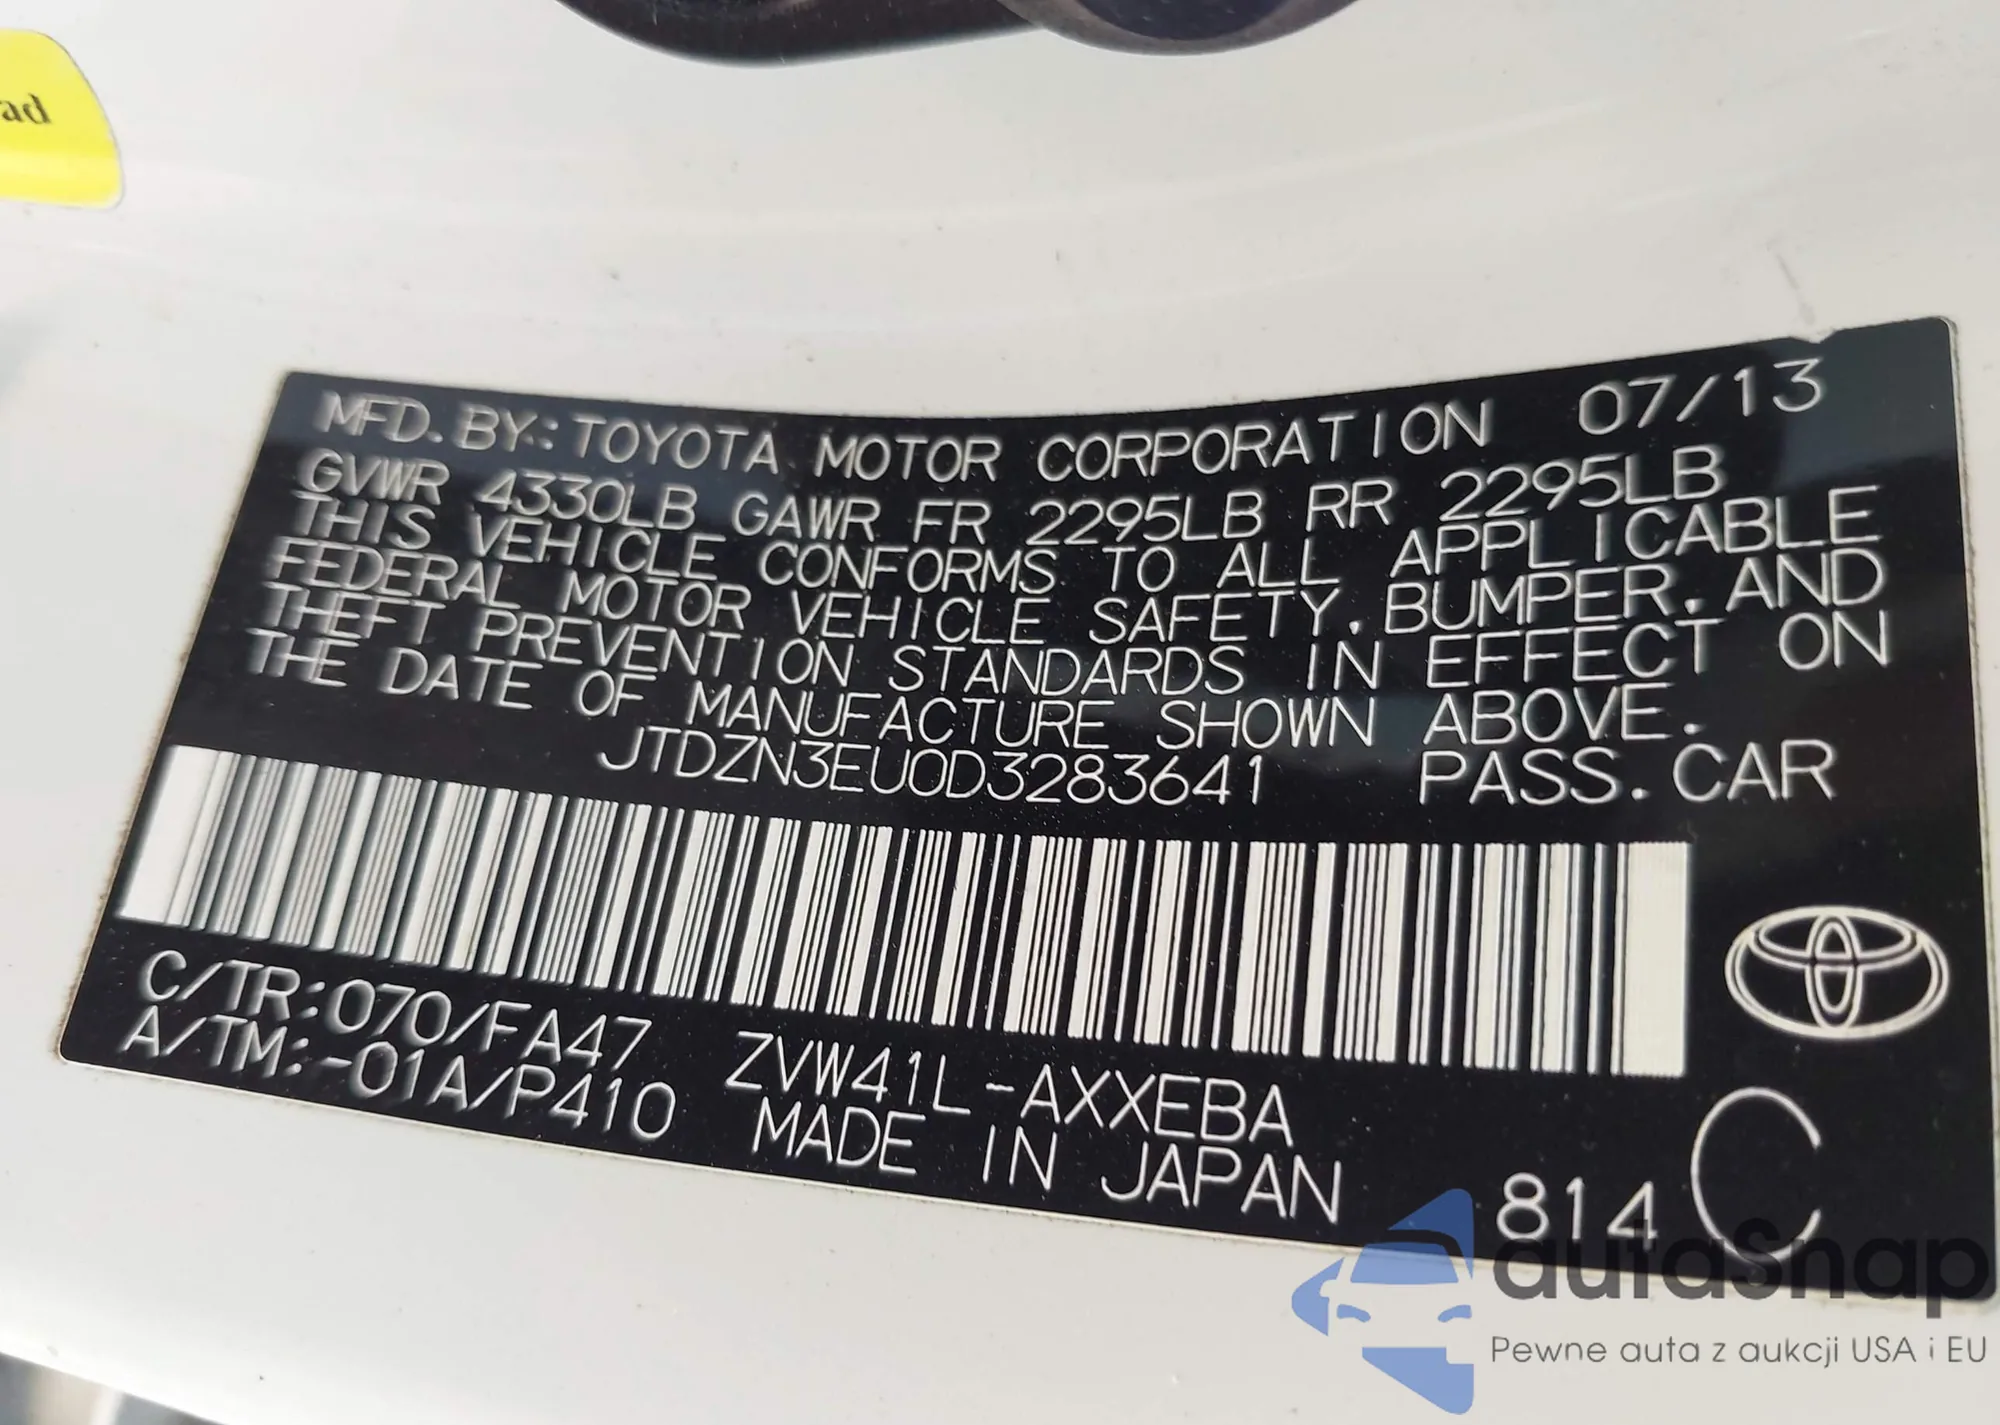 ad
MFD. BY: TOYOTA MOTOR CORPORATION 07/13
GVWR 4330LB GAWR FR 2295LB RR 2295LB
THIS VEHICLE CONFORMS TO ALL APPLICABLE
FEDERAL MOTOR VEHICLE SAFETY, BUMPER, AND
THEFT PREVENTION STANDARDS IN EFFECT ON
THE DATE OF MANUFACTURE SHOWN ABOVE.
JTDZN3EU0D3283641 PASS. CAR
C/TR:070/FA47 ZVW41L-AXXEBA
A/TM:-01A/P410 MADE IN JAPAN
814 C
autaSnap
Pewne auta z aukcji USA i EU